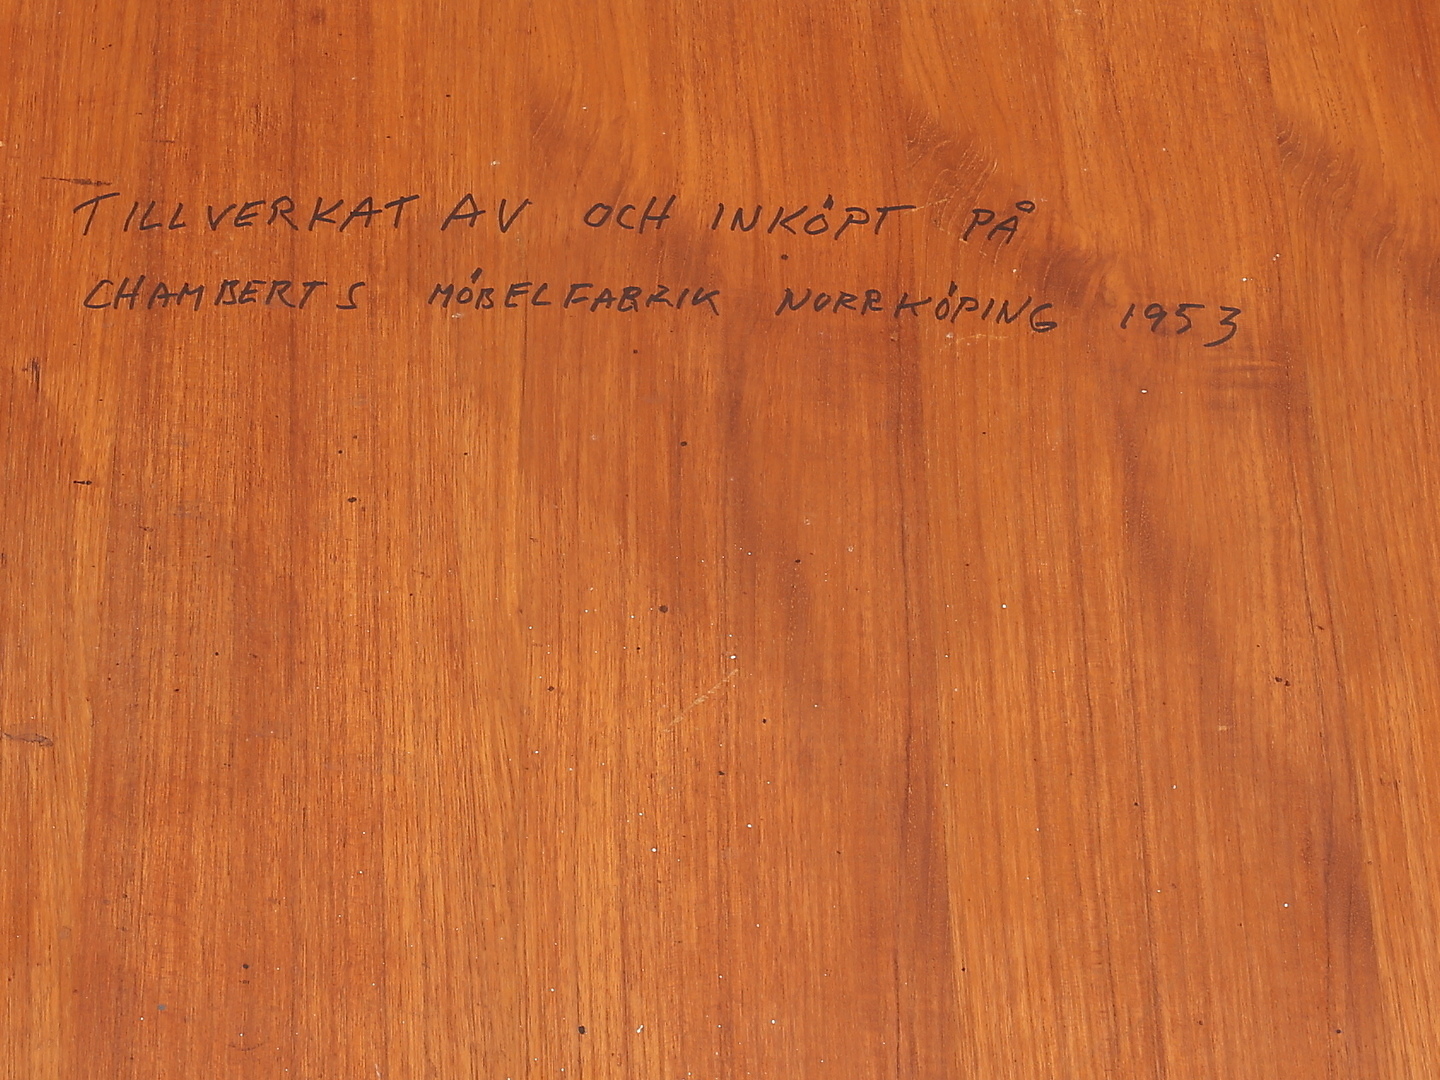 TILLVERKAT AV OCH INKÖPT PÅ
CHAMBERTS MÖBELFABRIK NORRKÖPING 1953